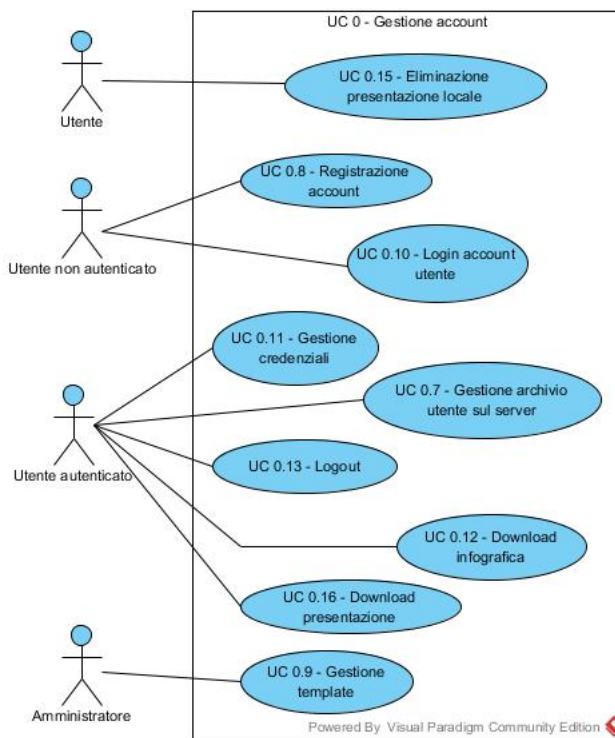 UC 0 - Gestione account
UC 0.15 - Eliminazione
presentazione locale
Utente
UC 0.8 - Registrazione
account
UC 0.10 - Login account
utente
Utente non autenticato
UC 0.11 - Gestione
credenziali
UC 0.7 - Gestione archivio
utente sul server
Utente autenticato
UC 0.13 - Logout
UC 0.12 - Download
infografica
UC 0.16 - Download
presentazione
UC 0.9 - Gestione
template
Amministratore
Powered By Visual Paradigm Community Edition